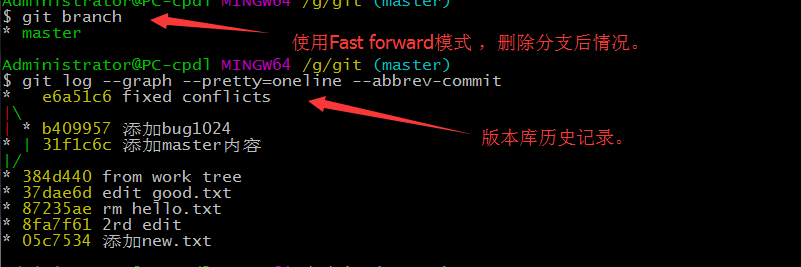 Administrator@PC-cpdl MINGW64 /g/git (master)
$ git branch
* master
使用Fast forward模式，删除分支后情况。
Administrator@PC-cpdl MINGW64 /g/git (master)
$ git log --graph --pretty=oneline --abbrev-commit
*   e6a51c6 fixed conflicts
|\
| * b409957 添加bug1024
* | 31f1c6c 添加master内容
版本库历史记录。
|/
* 384d440 from work tree
* 37dae6d edit good.txt
* 87235ae rm hello.txt
* 8fa7f61 2rd edit
* 05c7534 添加new.txt